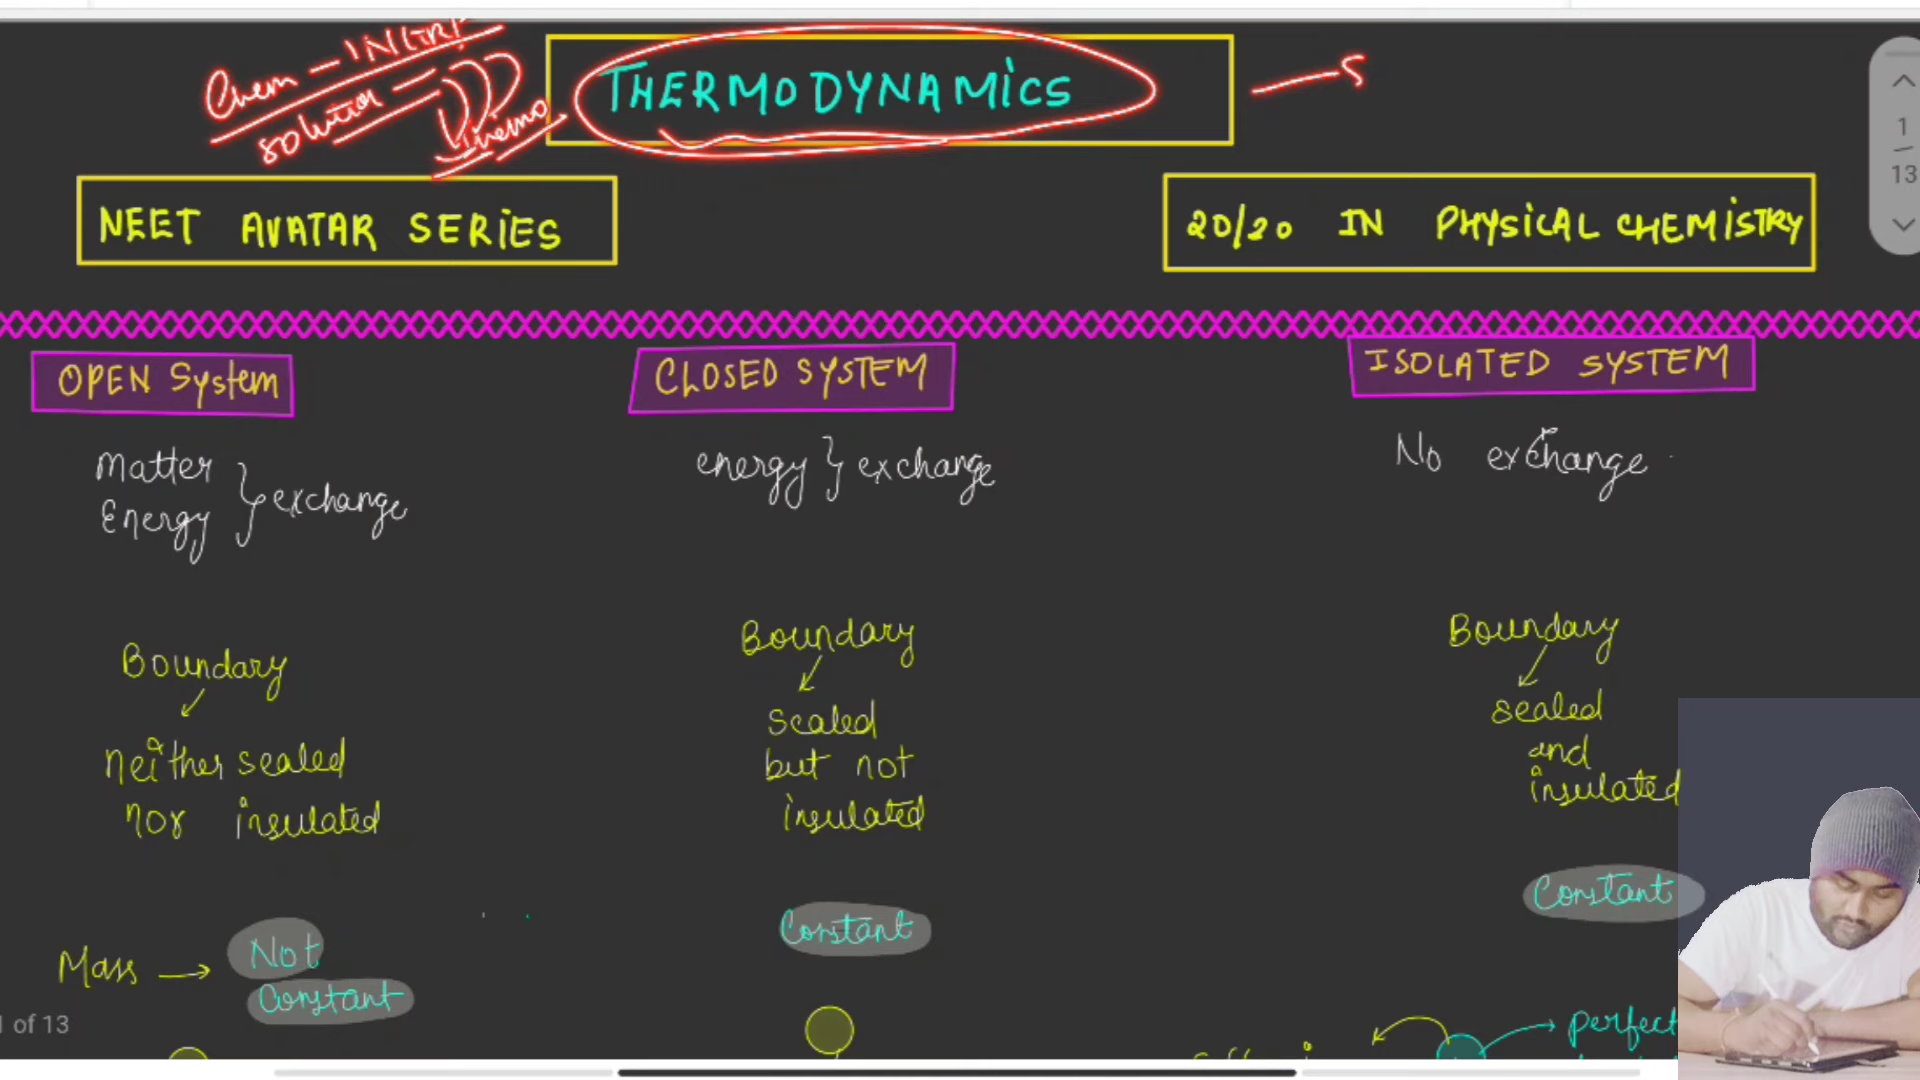 Chem - INTRo
solution
THERMODYNAMiCS
5
1
13
NEET AVATAR SERiES
20/20 IN PHYSiCAL CHEMiSTRY
OPEN System
CLOSED SYSTEM
ISOLATED SYSTEM
Matter
Energy } exchange
energy } exchange
No exchange
Boundary
neither sealed
nor insulated
Boundary
sealed
but not
insulated
Boundary
sealed
and
insulated
Mass → Not
Constant
Constant
Constant
perfect
1 of 13